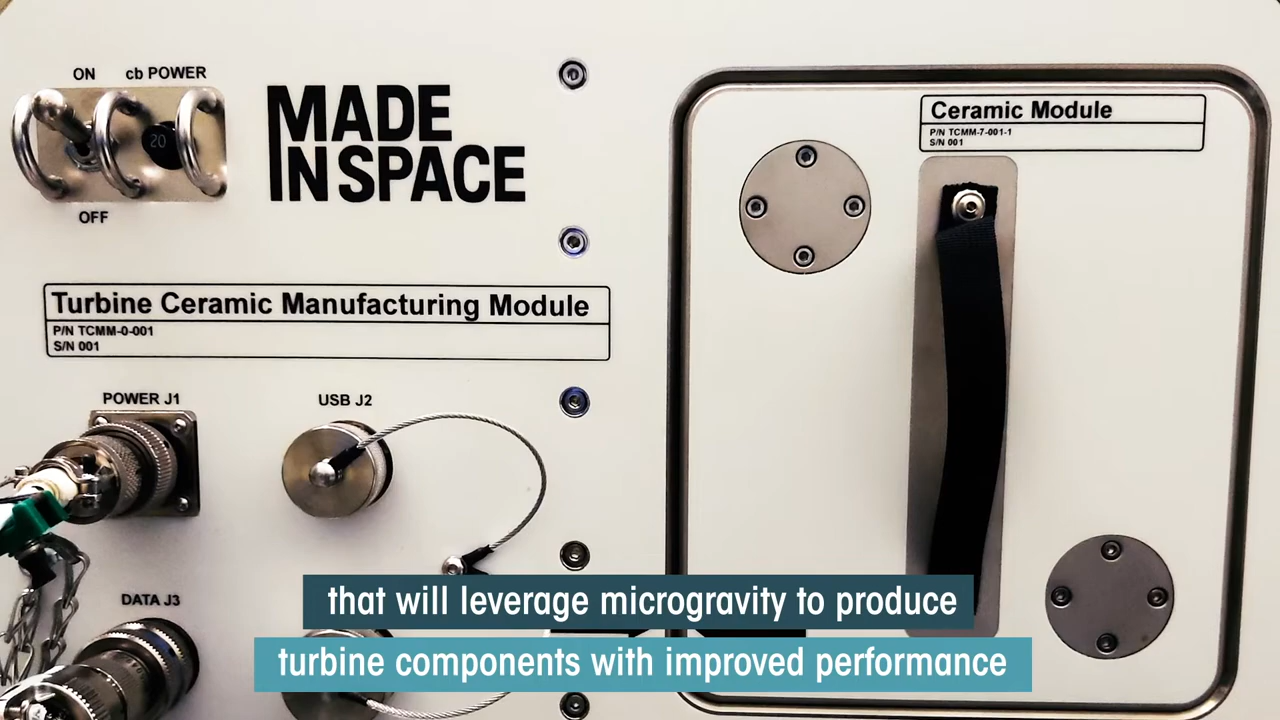 ON cb POWER
20
OFF
MADE
IN SPACE
Turbine Ceramic Manufacturing Module
P/N TCMM-0-001
S/N 001
POWER J1
USB J2
DATA J3
Ceramic Module
P/N TCMM-7-001-1
S/N 001
that will leverage microgravity to produce
turbine components with improved performance